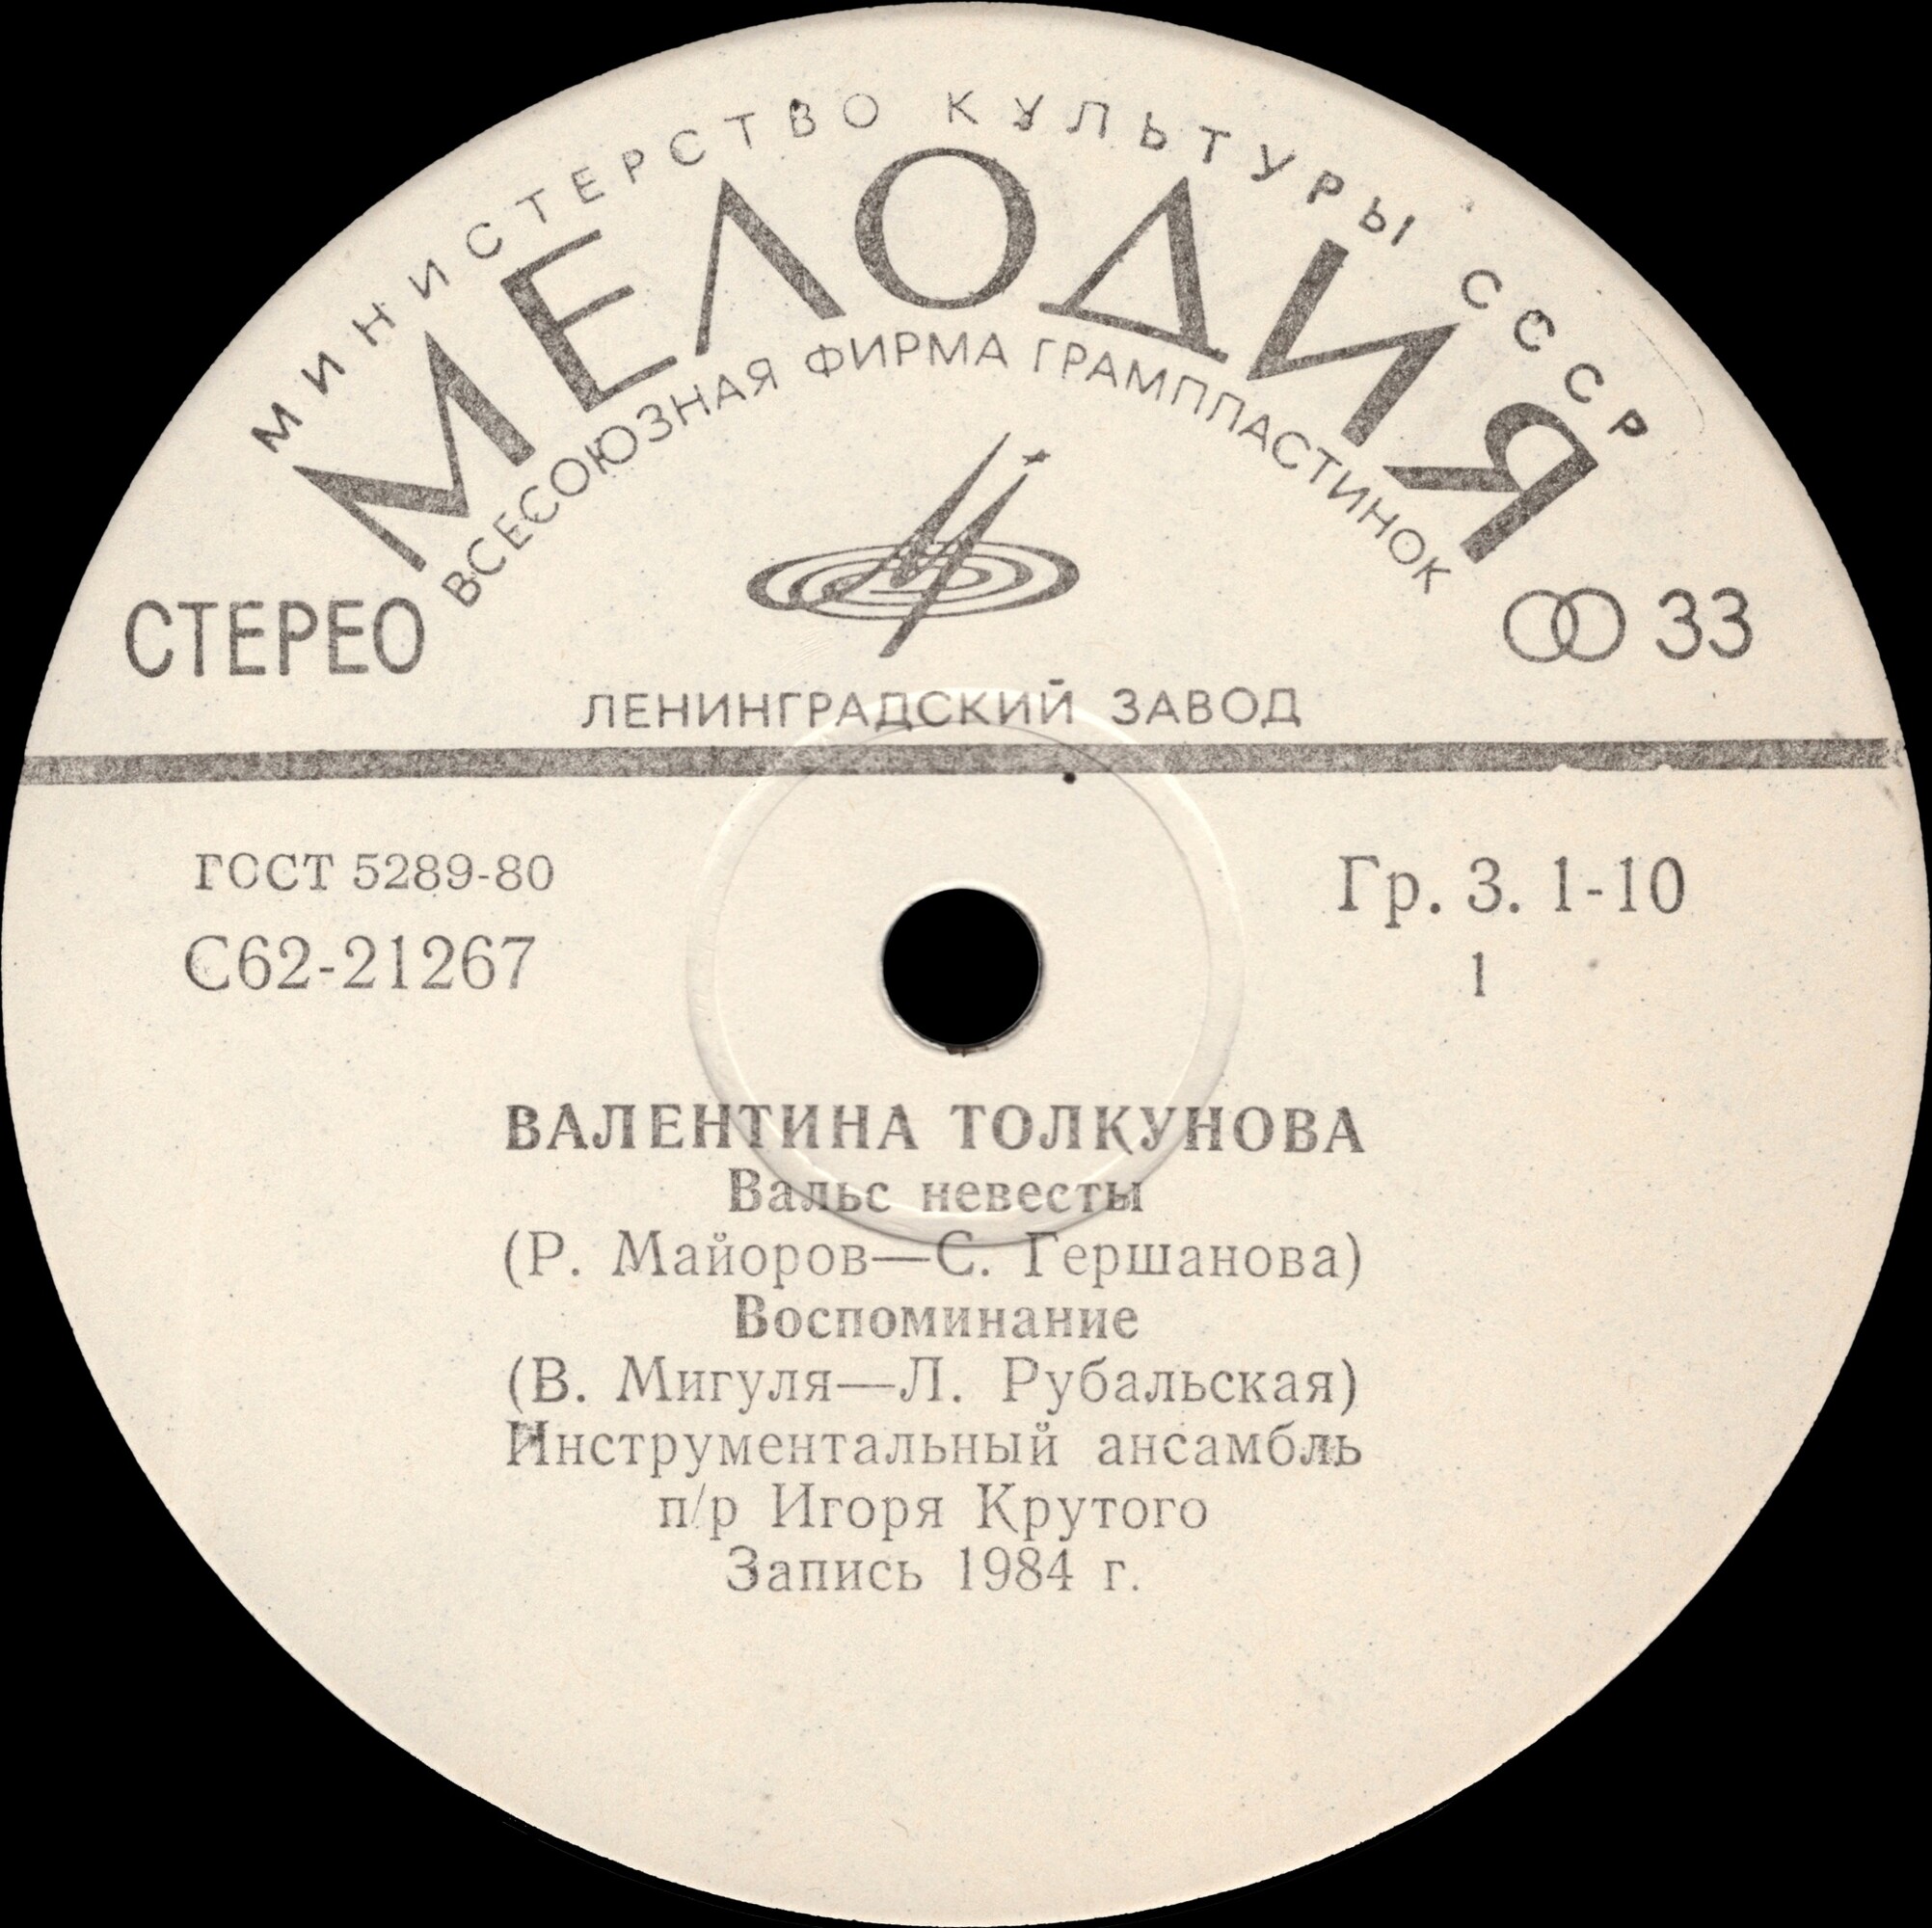 МИНИСТЕРСТВО КУЛЬТУРЫ СССР
МЕЛОДИЯ
ВСЕСОЮЗНАЯ ФИРМА ГРАМПЛАСТИНОК
СТЕРЕО
33
ЛЕНИНГРАДСКИЙ ЗАВОД
ГОСТ 5289-80
Гр. 3. 1-10
С62-21267
1
ВАЛЕНТИНА ТОЛКУНОВА
Вальс невесты
(Р. Майоров—С. Гершанова)
Воспоминание
(В. Мигуля—Л. Рубальская)
Инструментальный ансамбль
п/р Игоря Крутого
Запись 1984 г.